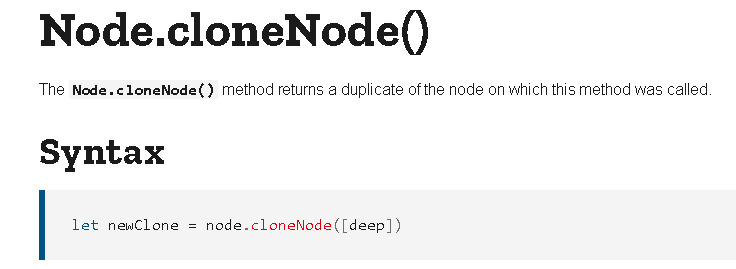 Node.cloneNode()
The Node.cloneNode() method returns a duplicate of the node on which this method was called.
Syntax
let newClone = node.cloneNode([deep])